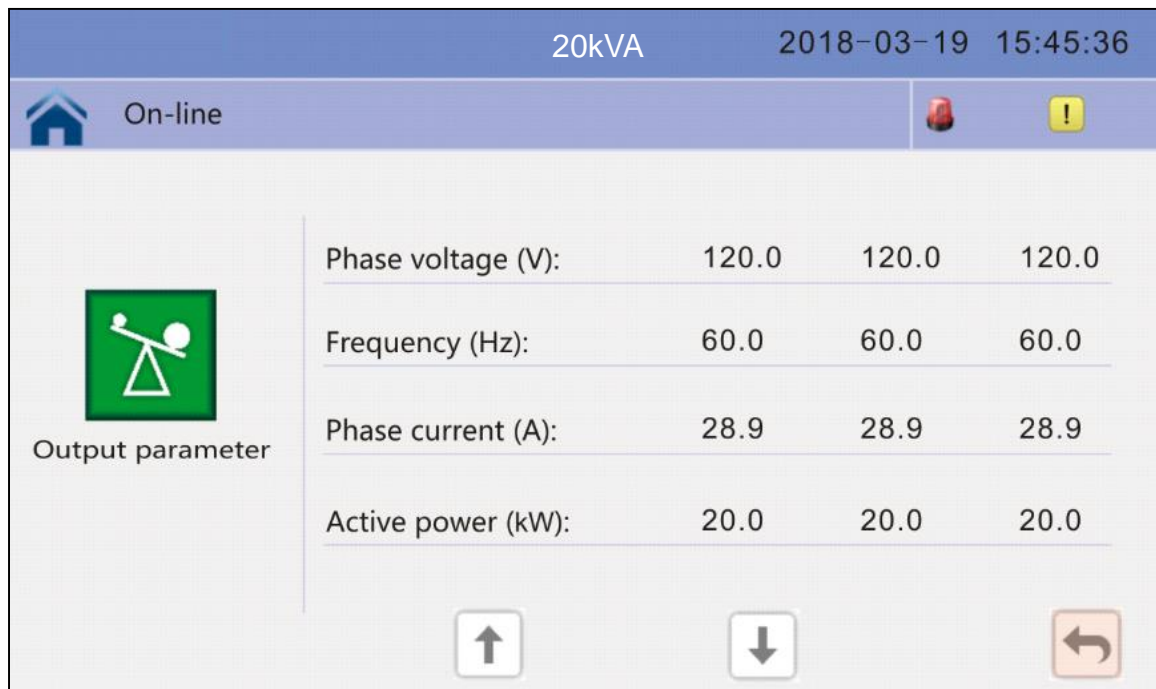 20kVA 2018-03-19 15:45:36
On-line !
Phase voltage (V): 120.0 120.0 120.0
Frequency (Hz): 60.0 60.0 60.0
Phase current (A): 28.9 28.9 28.9
Output parameter
Active power (kW): 20.0 20.0 20.0